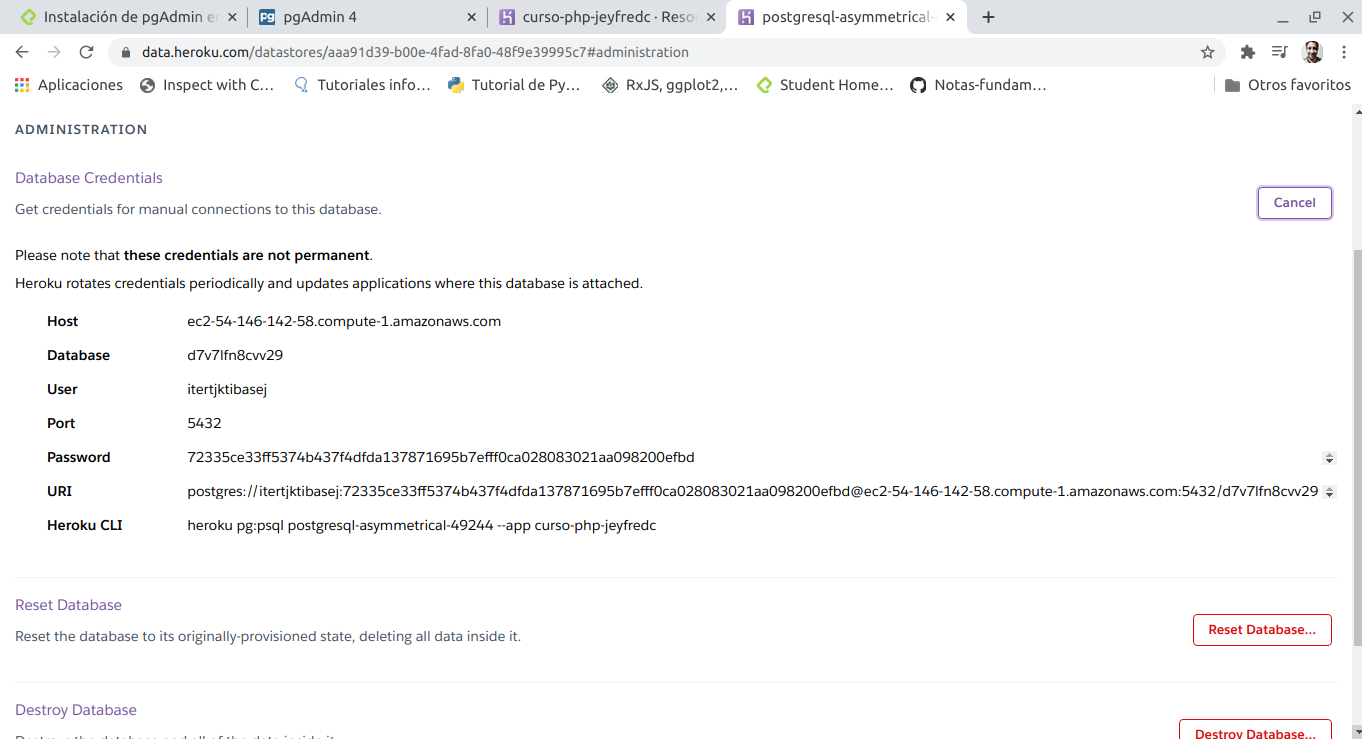 Instalación de pgAdmin en
pgAdmin 4
curso-php-jeyfredc · Reso
postgresql-asymmetrical-
data.heroku.com/datastores/aaa91d39-b00e-4fad-8fa0-48f9e39995c7#administration
Aplicaciones
Inspect with C...
Tutoriales info...
Tutorial de Py...
RxJS, ggplot2,...
Student Home...
Notas-fundam...
Otros favoritos
ADMINISTRATION
Database Credentials
Get credentials for manual connections to this database.
Cancel
Please note that these credentials are not permanent.
Heroku rotates credentials periodically and updates applications where this database is attached.
Host ec2-54-146-142-58.compute-1.amazonaws.com
Database d7v7lfn8cvv29
User itertjktibasej
Port 5432
Password 72335ce33ff5374b437f4dfda137871695b7efff0ca028083021aa098200efbd
URI postgres://itertjktibasej:72335ce33ff5374b437f4dfda137871695b7efff0ca028083021aa098200efbd@ec2-54-146-142-58.compute-1.amazonaws.com:5432/d7v7lfn8cvv29
Heroku CLI heroku pg:psql postgresql-asymmetrical-49244 --app curso-php-jeyfredc
Reset Database
Reset the database to its originally-provisioned state, deleting all data inside it.
Reset Database...
Destroy Database
Destroy Database...